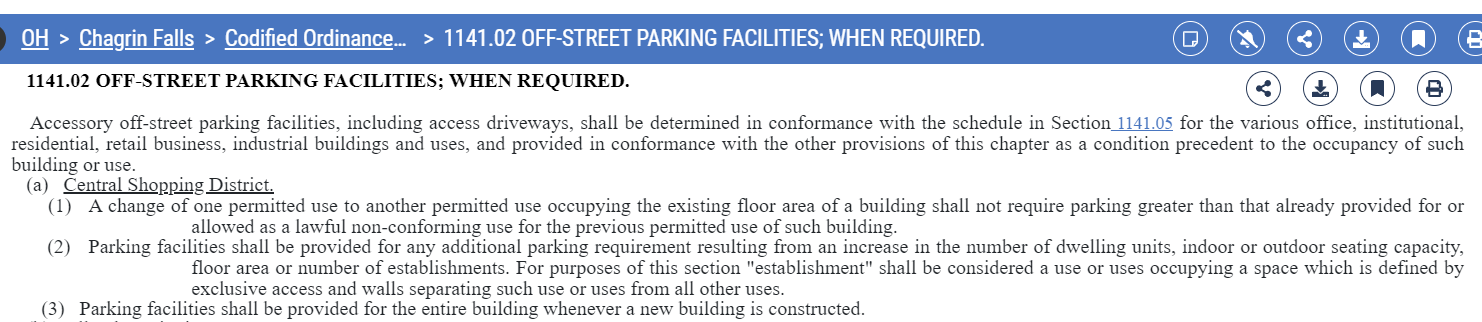 OH > Chagrin Falls > Codified Ordinance... > 1141.02 OFF-STREET PARKING FACILITIES; WHEN REQUIRED.
1141.02 OFF-STREET PARKING FACILITIES; WHEN REQUIRED.
Accessory off-street parking facilities, including access driveways, shall be determined in conformance with the schedule in Section 1141.05 for the various office, institutional,
residential, retail business, industrial buildings and uses, and provided in conformance with the other provisions of this chapter as a condition precedent to the occupancy of such
building or use.
(a) Central Shopping District.
(1) A change of one permitted use to another permitted use occupying the existing floor area of a building shall not require parking greater than that already provided for or
allowed as a lawful non-conforming use for the previous permitted use of such building.
(2) Parking facilities shall be provided for any additional parking requirement resulting from an increase in the number of dwelling units, indoor or outdoor seating capacity,
floor area or number of establishments. For purposes of this section "establishment" shall be considered a use or uses occupying a space which is defined by
exclusive access and walls separating such use or uses from all other uses.
(3) Parking facilities shall be provided for the entire building whenever a new building is constructed.